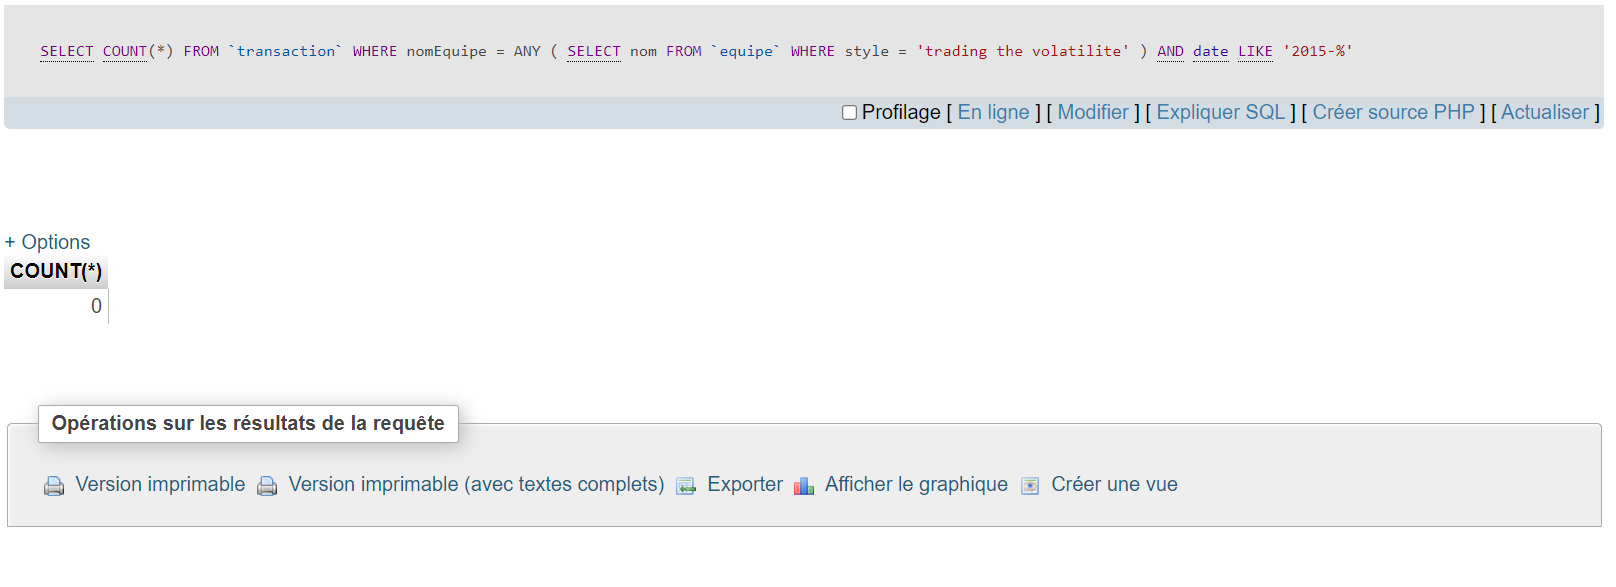 SELECT COUNT(*) FROM `transaction` WHERE nomEquipe = ANY ( SELECT nom FROM `equipe` WHERE style = 'trading the volatilite' ) AND date LIKE '2015-%'
Profilage [ En ligne ] [ Modifier ] [ Expliquer SQL ] [ Créer source PHP ] [ Actualiser ]
+ Options
COUNT(*)
0
Opérations sur les résultats de la requête
Version imprimable Version imprimable (avec textes complets) Exporter Afficher le graphique Créer une vue